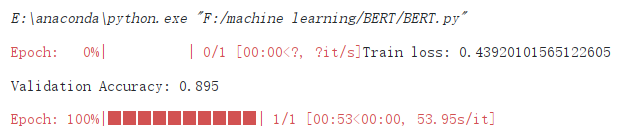 E:\anaconda\python.exe "F:/machine learning/BERT/BERT.py"
Epoch:   0%|          | 0/1 [00:00<?, ?it/s]Train loss: 0.43920101565122605
Validation Accuracy: 0.895
Epoch: 100%|██████████| 1/1 [00:53<00:00, 53.95s/it]